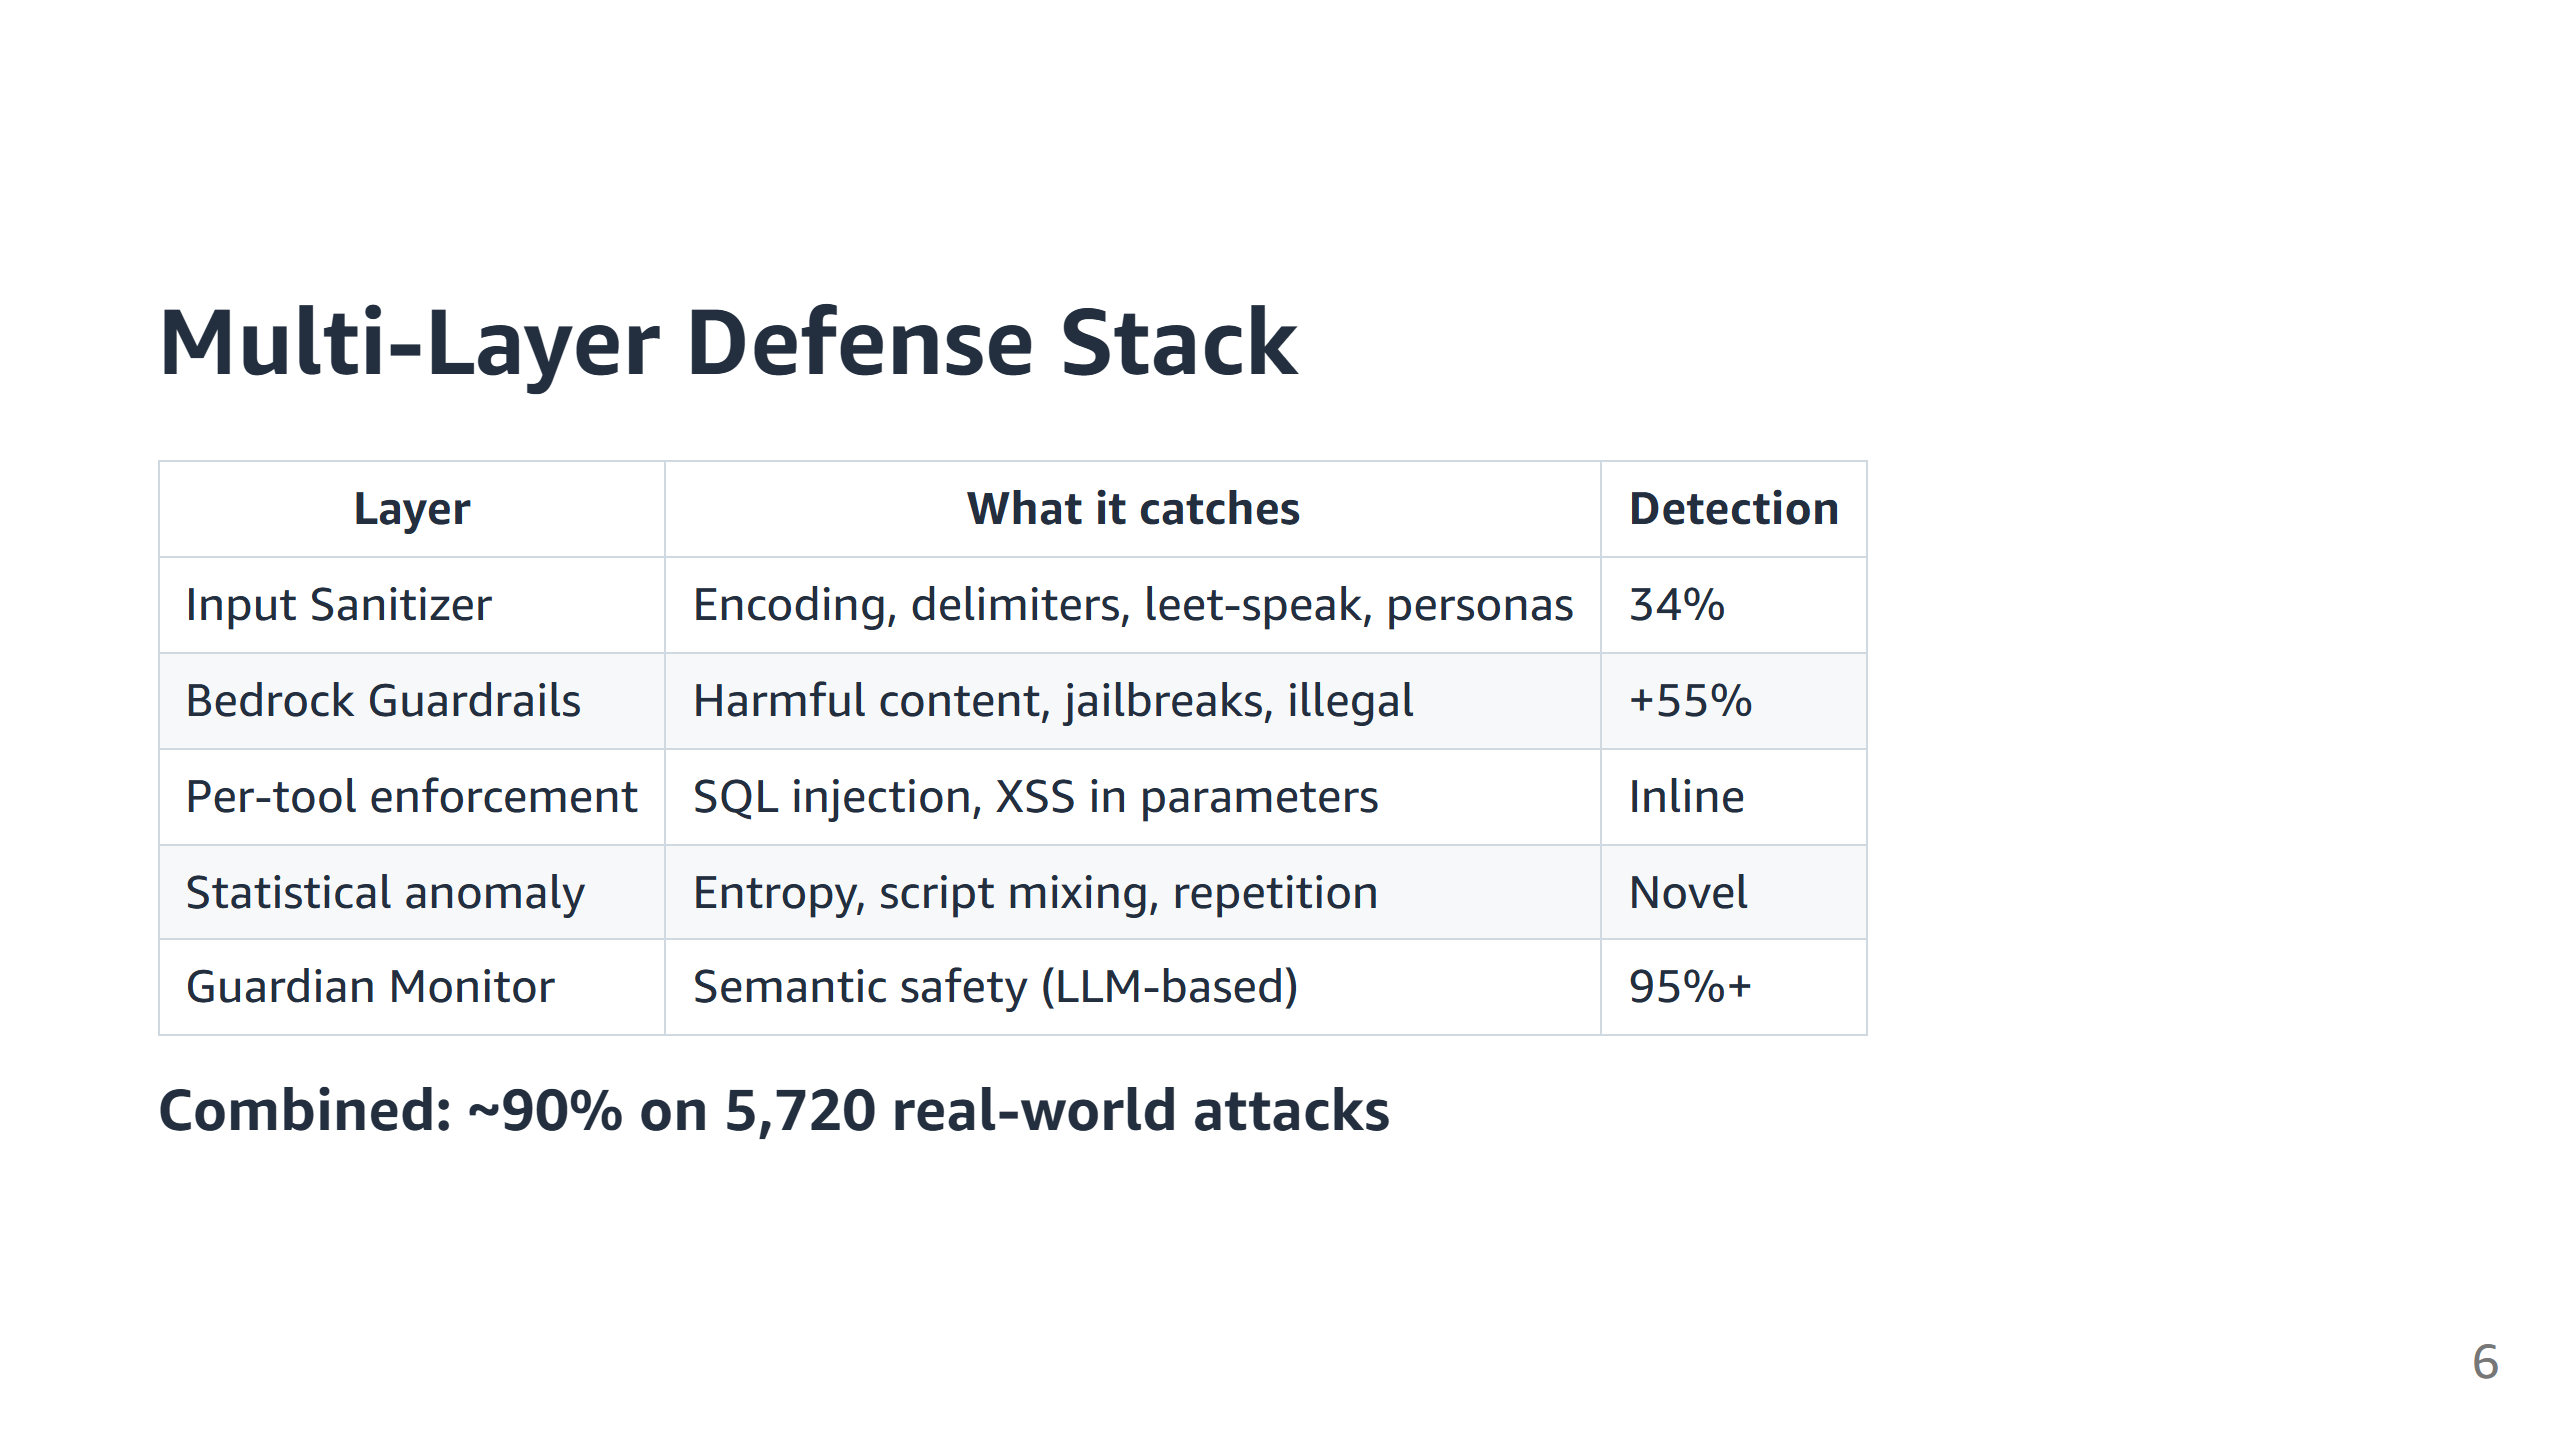 Multi-Layer Defense Stack
Layer What it catches Detection
Input Sanitizer Encoding, delimiters, leet-speak, personas 34%
Bedrock Guardrails Harmful content, jailbreaks, illegal +55%
Per-tool enforcement SQL injection, XSS in parameters Inline
Statistical anomaly Entropy, script mixing, repetition Novel
Guardian Monitor Semantic safety (LLM-based) 95%+
Combined: ~90% on 5,720 real-world attacks
6